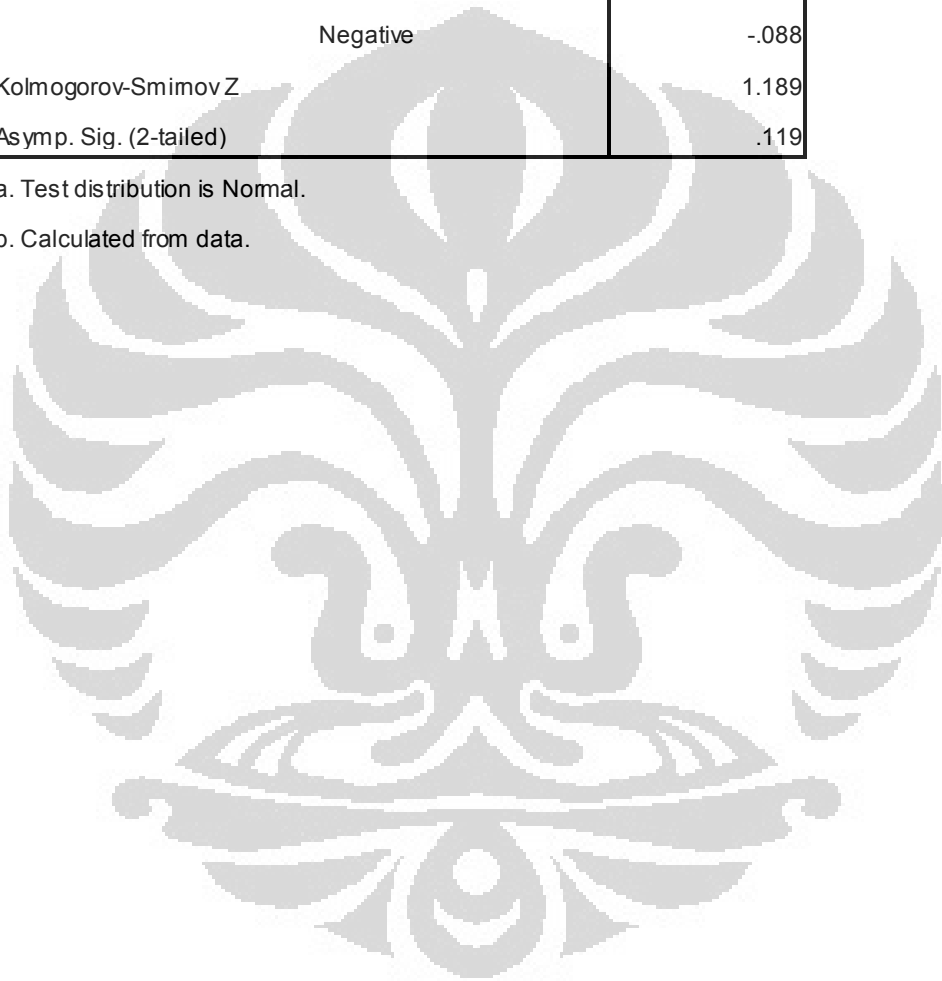 Negative -.088
Kolmogorov-Smirnov Z 1.189
Asymp. Sig. (2-tailed) .119
a. Test distribution is Normal.
b. Calculated from data.